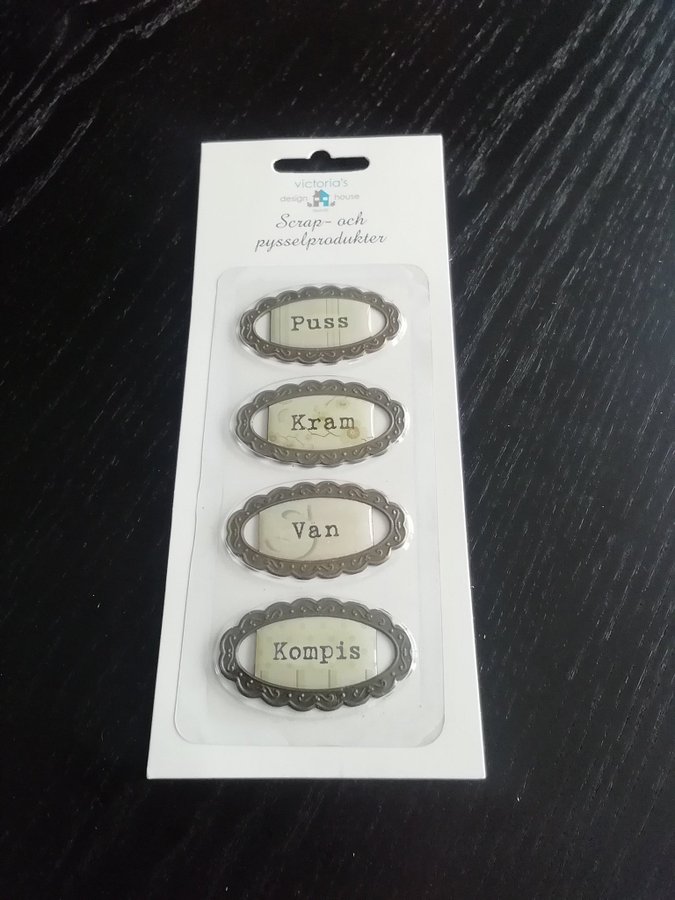 victoria's
design house
Scrap- och
pysselprodukter
Puss
Kram
Van
Kompis